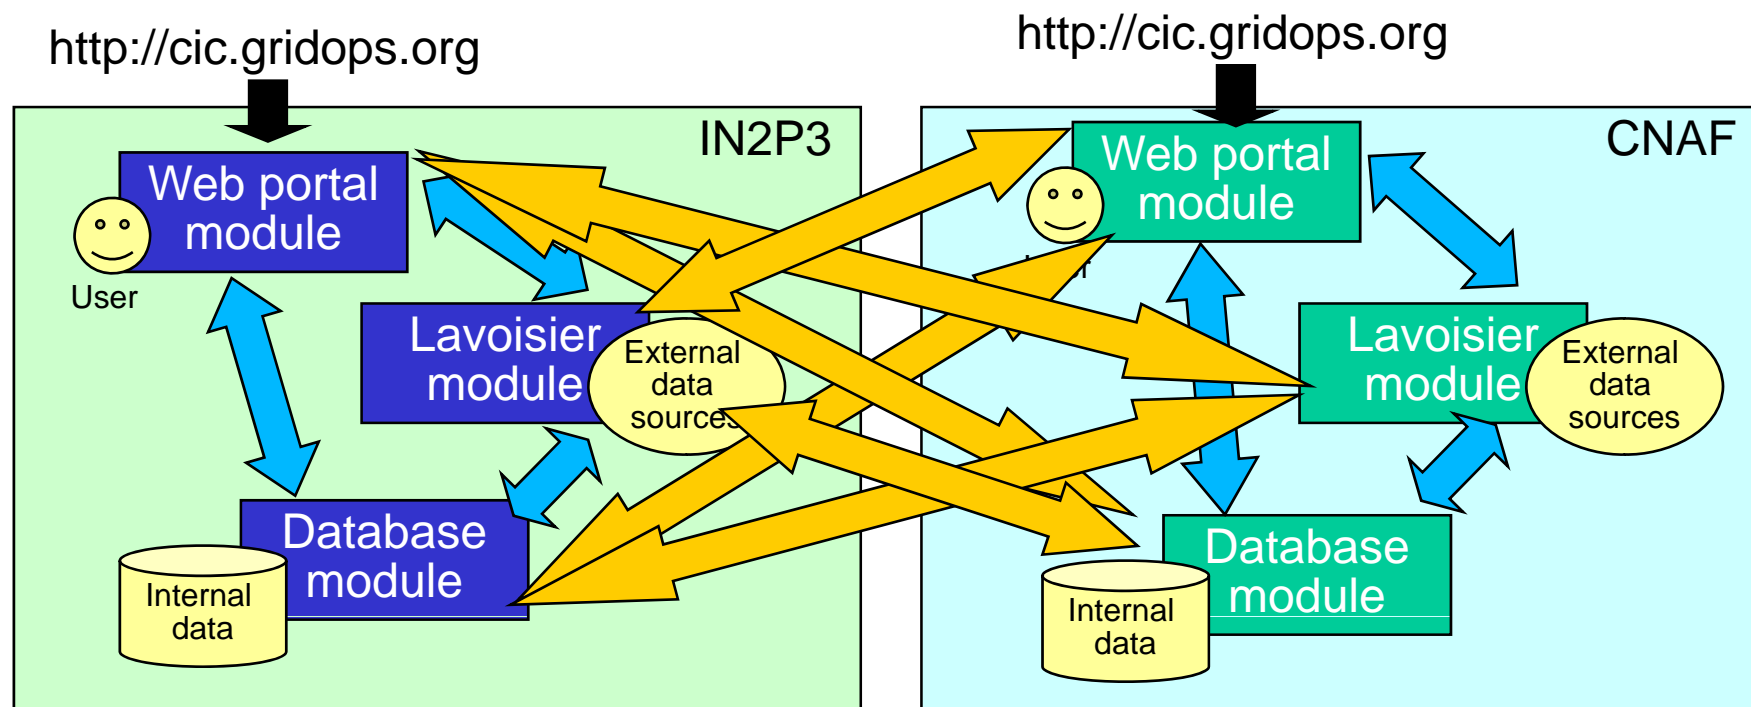 http://cic.gridops.org
http://cic.gridops.org
IN2P3
CNAF
Web portal
module
User
Lavoisier
module
External
data
sources
Database
module
Internal
data
Web portal
module
Lavoisier
module
External
data
sources
Database
module
Internal
data